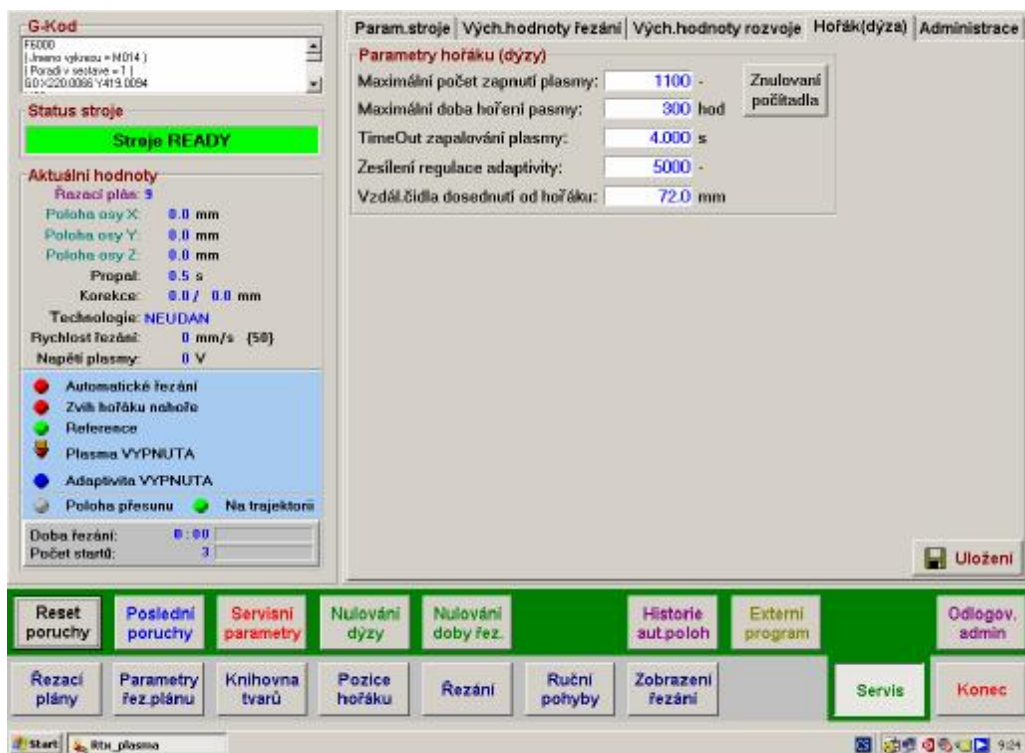 G-Kod
F6000
( Jmeno vykresu = M014 )
( Poradi v sestave = 1 )
G0 X220.0066 Y419.0094
Status stroje
Stroje READY
Aktuální hodnoty
Řazací plán: 9
Poloha osy X: 0.0 mm
Poloha osy Y: 0.0 mm
Poloha osy Z: 0.0 mm
Propal: 0.5 s
Korekce: 0.0 / 0.0 mm
Technologie: NEUDAN
Rychlost řezání: 0 mm/s {50}
Napětí plasmy: 0 V
Automatické řezání
Zvih hořáku nahoře
Reference
Plasma VYPNUTA
Adaptivita VYPNUTA
Poloha přesunu Na trajektorii
Doba řezání: 0:00
Počet startů: 3
Param.stroje Vých.hodnoty řezání Vých.hodnoty rozvoje Hořák(dýza) Administrace
Parametry hořáku (dýzy)
Maximální počet zapnutí plasmy: 1100 -
Maximální doba hoření pasmy: 300 hod
TimeOut zapalování plasmy: 4.000 s
Zesílení regulace adaptivity: 5000 -
Vzdál.čidla dosednutí od hořáku: 72.0 mm
Znulovaní
počítadla
Uložení
Reset
poruchy
Poslední
poruchy
Servisní
parametry
Nulování
dýzy
Nulování
doby řez.
Historie
aut.poloh
Externí
program
Odlogov.
admin
Řezací
plány
Parametry
řez.plánu
Knihovna
tvarů
Pozice
hořáku
Řezání
Ruční
pohyby
Zobrazení
řezání
Servis
Konec
Start Rtx_plasma 9:24